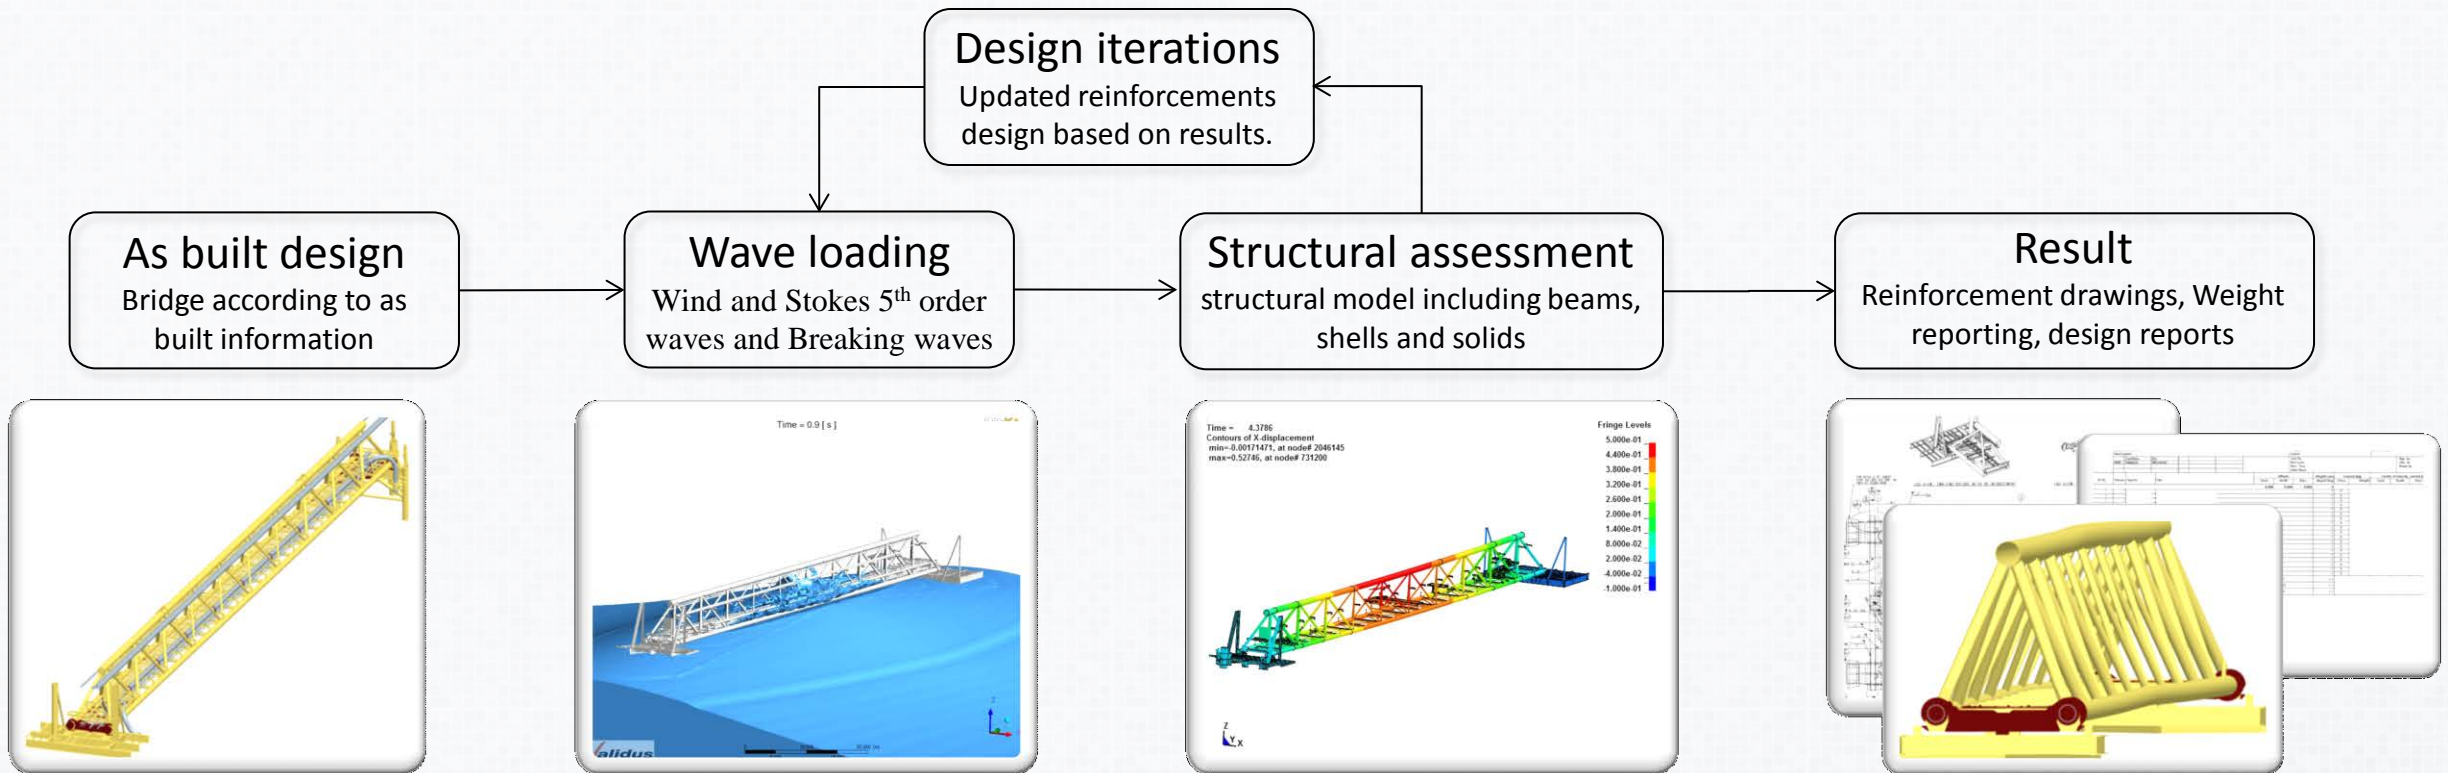 Design iterations
Updated reinforcements
design based on results.
As built design
Bridge according to as
built information
Wave loading
Wind and Stokes 5th order
waves and Breaking waves
Structural assessment
structural model including beams,
shells and solids
Result
Reinforcement drawings, Weight
reporting, design reports
Time = 0.9 [ s ]
alidus
Time = 4.3786
Contours of X-displacement
min=-0.00171471, at node# 2046145
max=0.52746, at node# 731200
Fringe Levels
5.000e-01
4.400e-01
3.800e-01
3.200e-01
2.600e-01
2.000e-01
1.400e-01
8.000e-02
2.000e-02
-4.000e-02
-1.000e-01
Z
Y
X